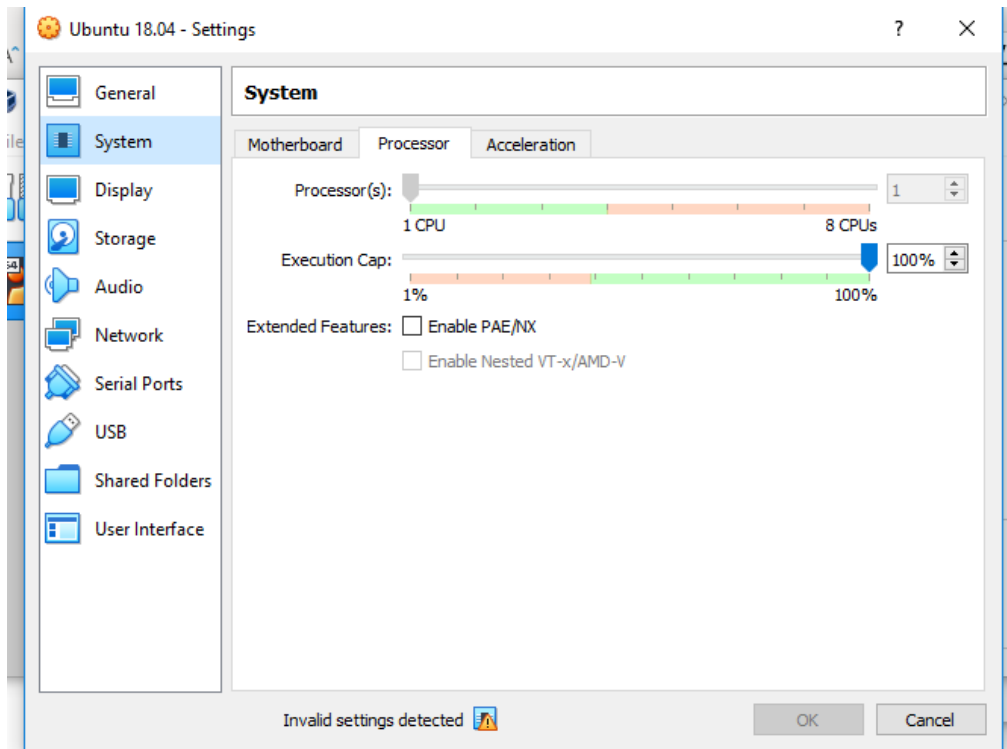 Ubuntu 18.04 - Settings
?
General
System
Display
Storage
Audio
Network
Serial Ports
USB
Shared Folders
User Interface
System
Motherboard Processor Acceleration
Processor(s): 1
1 CPU 8 CPUs
Execution Cap: 100%
1% 100%
Extended Features: Enable PAE/NX
Enable Nested VT-x/AMD-V
Invalid settings detected OK Cancel